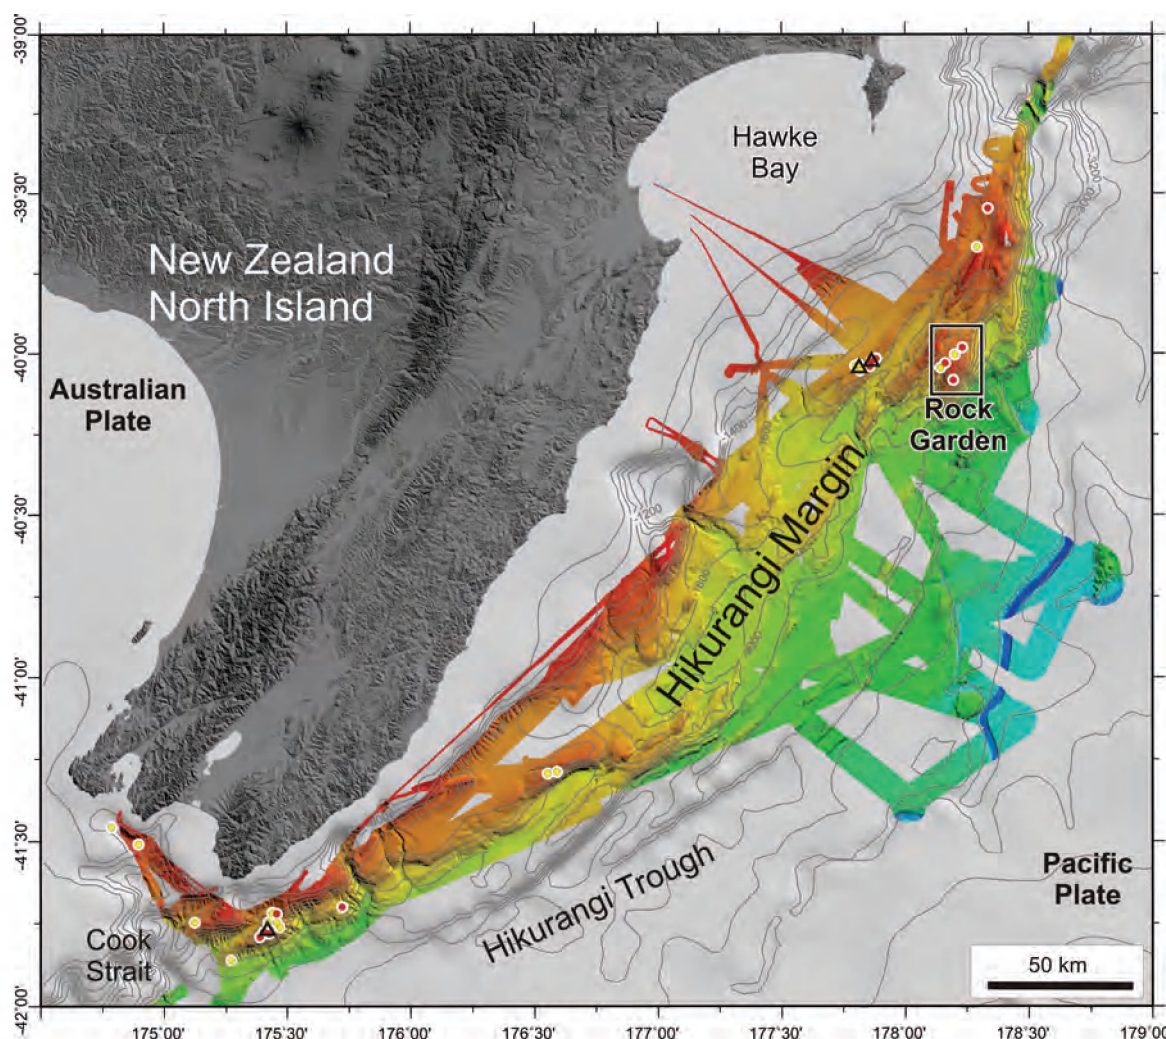 -39°00'
-39°30'
-40°00'
-40°30'
-41°00'
-41°30'
-42°00'
Hawke
Bay
New Zealand
North Island
Australian
Plate
Rock
Garden
Hikurangi Margin
Hikurangi Trough
Pacific
Plate
Cook
Strait
50 km
3200
1200
175°00'
175°30'
176°00'
176°30'
177°00'
177°30'
178°00'
178°30'
179°00'